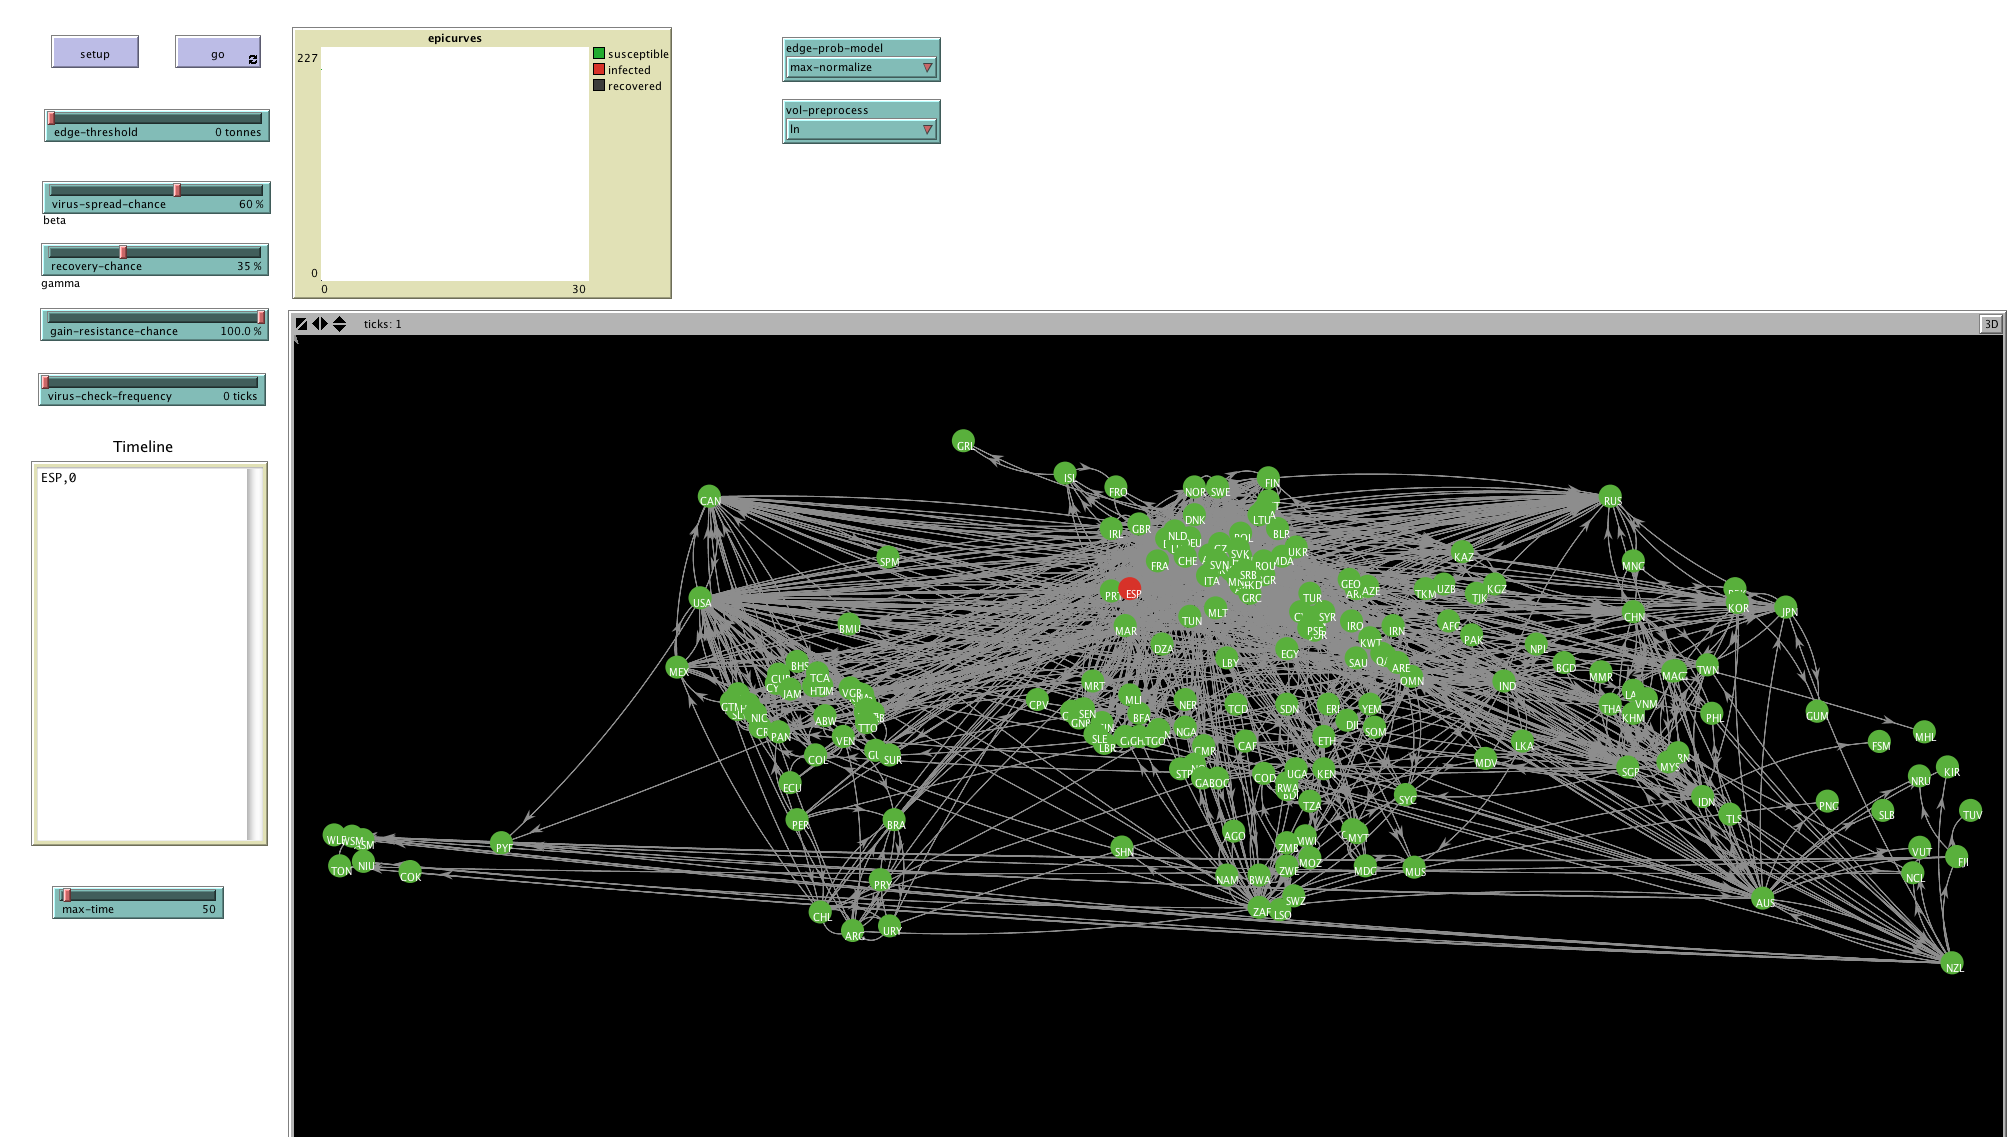 setup
go
edge-threshold 0 tonnes
virus-spread-chance 60 %
beta
recovery-chance 35 %
gamma
gain-resistance-chance 100.0 %
virus-check-frequency 0 ticks
Timeline
ESP,0
max-time 50
epicurves
227
0
0 30
susceptible
infected
recovered
edge-prob-model
max-normalize
vol-preprocess
ln
ticks: 1
3D
GRL
ISL
FRO
NOR
SWE
FIN
CAN
RUS
DNK
LTU
IRL
GBR
NLD
BLR
UKR
SPM
FRA
CHE
SVK
MDA
KAZ
MNG
SVN
ROU
ITA
SRB
GRC
ESP
USA
TUR
GEO
AZE
TKM
UZB
TJK
KGZ
KOR
JPN
CHN
BMU
MAR
TUN
MLT
SYR
PSE
IRQ
IRN
AFG
PAK
DZA
LBY
EGY
KWT
SAU
ARE
OMN
NPL
BGD
MMR
MAC
TWN
MEX
BHS
TCA
JAM
VGB
MRT
IND
CPV
SEN
GNB
MLI
BFA
NER
TCD
SDN
ERI
YEM
DJI
SOM
THA
VNM
KHM
PHL
GUM
MHL
FSM
NIC
PAN
ABW
TTO
VEN
COL
SUR
SLE
LBR
TGO
NGA
CMR
CAF
ETH
LKA
MDV
SGP
MYS
KIR
NRU
ECU
GAB
COG
COD
UGA
KEN
RWA
TZA
SYC
IDN
TLS
PNG
SLB
TUV
PER
BRA
WLF
WSM
ASM
PYF
TON
NIU
COK
SHN
AGO
ZMB
MWI
MYT
MOZ
ZWE
MDG
MUS
NAM
BWA
SWZ
ZAF
LSO
VUT
FJI
NCL
AUS
NZL
PRY
CHL
ARG
URY